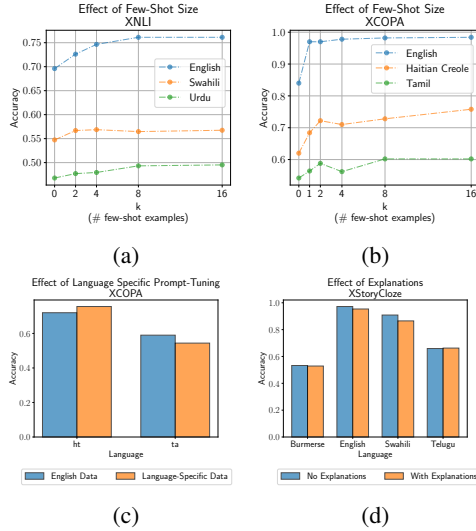 Effect of Few-Shot Size
XNLI
0.75
0.70
0.65
0.60
0.55
0.50
Accuracy
English
Swahili
Urdu
0 2 4 8 16
k
(# few-shot examples)
(a)
Effect of Few-Shot Size
XCOPA
1.0
0.9
0.8
0.7
0.6
Accuracy
English
Haitian Creole
Tamil
0 1 2 4 8 16
k
(# few-shot examples)
(b)
Effect of Language Specific Prompt-Tuning
XCOPA
0.6
0.4
0.2
0.0
Accuracy
ht ta
Language
English Data Language-Specific Data
(c)
Effect of Explanations
XStoryCloze
1.0
0.8
0.6
0.4
0.2
0.0
Accuracy
Burmerse English Swahili Telugu
Language
No Explanations With Explanations
(d)